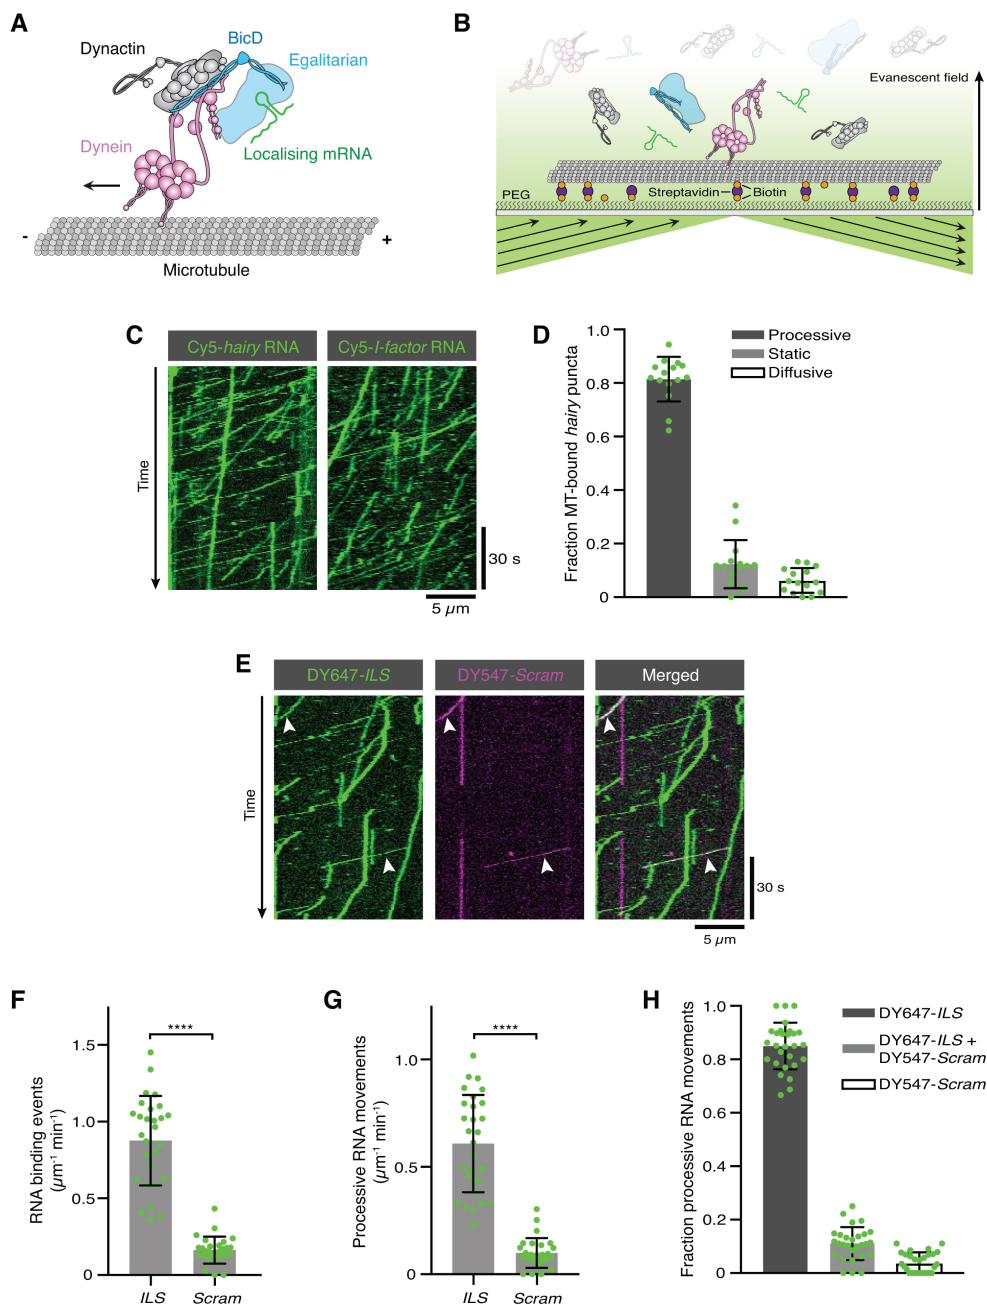 A
Dynactin
BicD
Egalitarian
Dynein
Localising mRNA
-
+
Microtubule
B
Evanescent field
Streptavidin
Biotin
PEG
C
Cy5-hairy RNA
Cy5-I-factor RNA
Time
30 s
5 µm
D
Fraction MT-bound hairy puncta
1.0
0.8
0.6
0.4
0.2
0
Processive
Static
Diffusive
E
DY647-ILS
DY547-Scram
Merged
Time
30 s
5 µm
F
RNA binding events
(µm⁻¹ min⁻¹)
1.5
1.0
0.5
0
****
ILS
Scram
G
Processive RNA movements
(µm⁻¹ min⁻¹)
1.0
0.5
0
****
ILS
Scram
H
Fraction processive RNA movements
1.0
0.8
0.6
0.4
0.2
0
DY647-ILS
DY647-ILS +
DY547-Scram
DY547-Scram